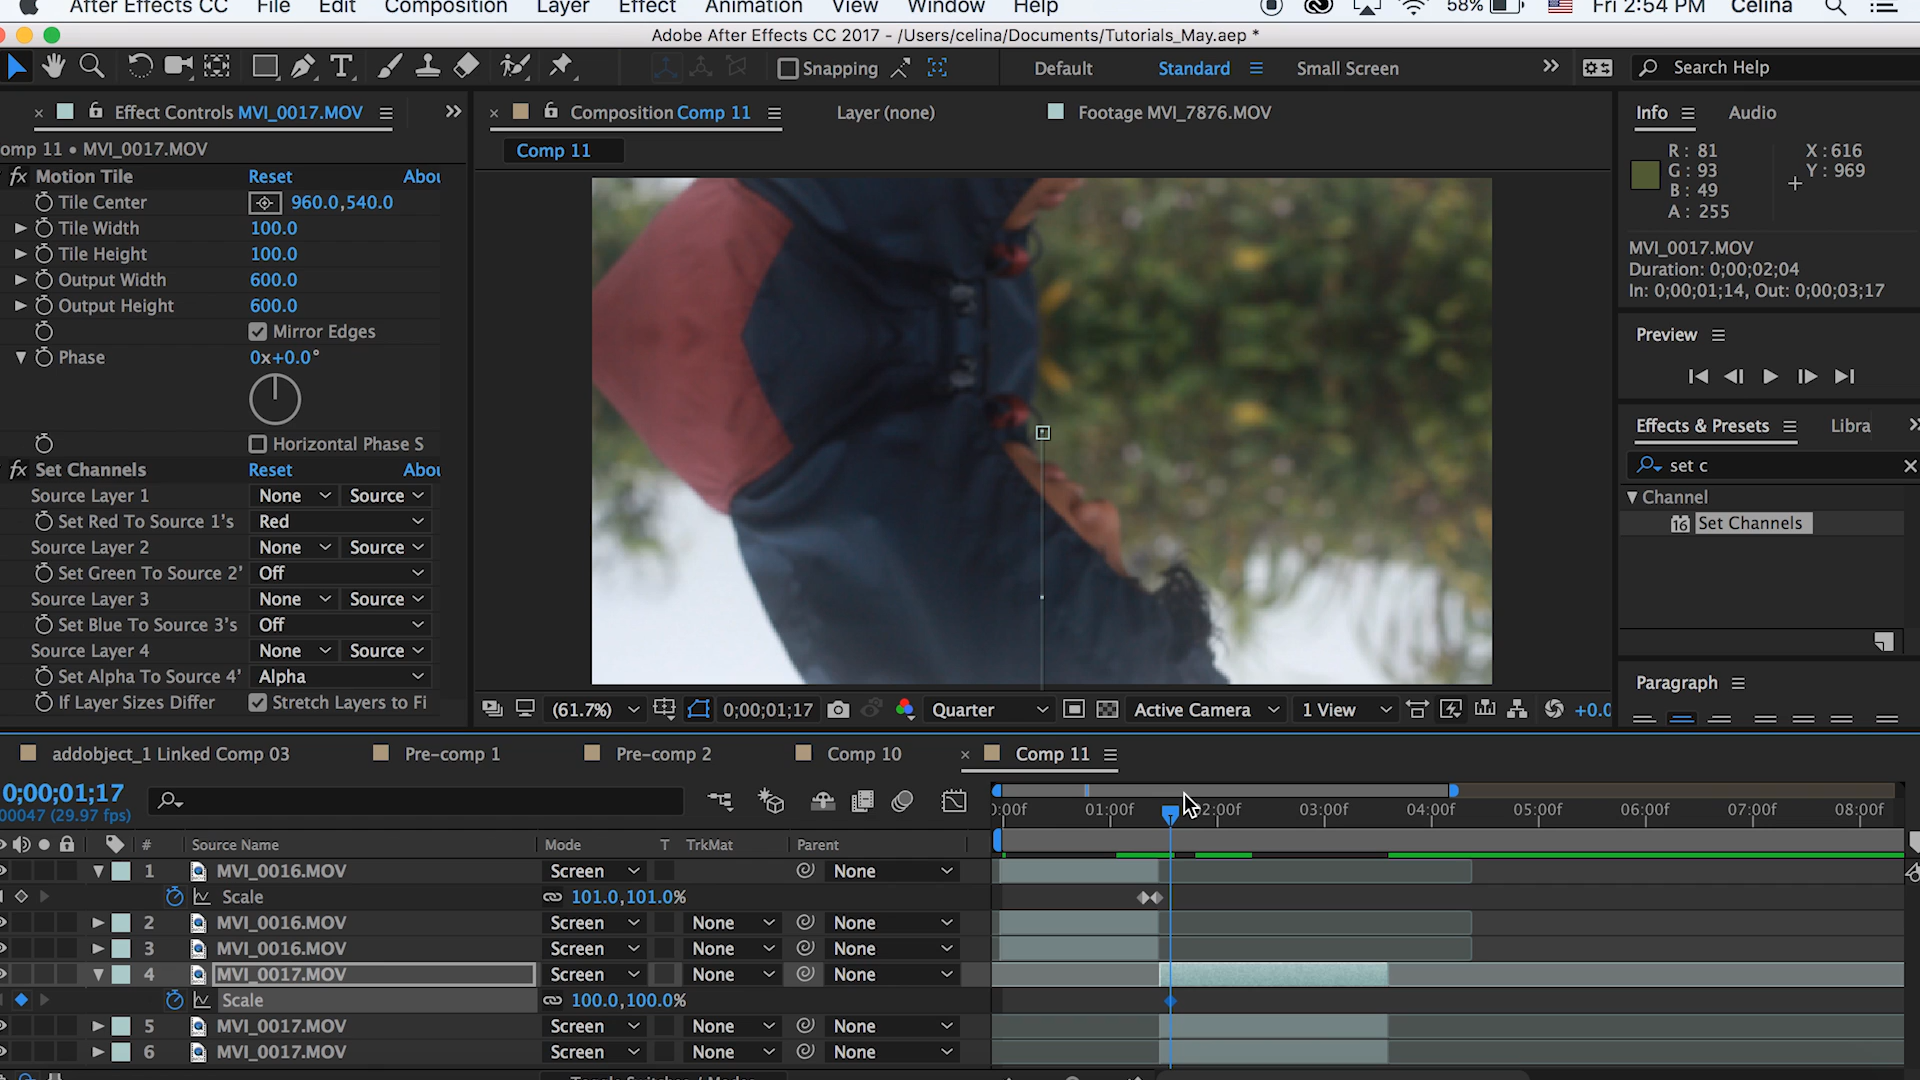 After Effects CC File Edit Composition Layer Effect Animation View Window Help 58% Fri 2:54 PM Celina
Adobe After Effects CC 2017 - /Users/celina/Documents/Tutorials_May.aep *
Snapping Default Standard Small Screen Search Help
Effect Controls MVI_0017.MOV
Composition Comp 11
Layer (none)
Footage MVI_7876.MOV
Info Audio
omp 11 • MVI_0017.MOV
Comp 11
R: 81 X: 616
G: 93 Y: 969
B: 49
A: 255
fx Motion Tile Reset Abou
Tile Center 960.0,540.0
Tile Width 100.0
Tile Height 100.0
Output Width 600.0
Output Height 600.0
Mirror Edges
Phase 0x+0.0°
Horizontal Phase S
fx Set Channels Reset Abou
Source Layer 1 None Source
Set Red To Source 1's Red
Source Layer 2 None Source
Set Green To Source 2' Off
Source Layer 3 None Source
Set Blue To Source 3's Off
Source Layer 4 None Source
Set Alpha To Source 4' Alpha
If Layer Sizes Differ Stretch Layers to Fi
MVI_0017.MOV
Duration: 0;00;02;04
In: 0;00;01;14, Out: 0;00;03;17
Preview
Effects & Presets Libra
set c
Channel
16 Set Channels
Paragraph
(61.7%) 0;00;01;17 Quarter Active Camera 1 View +0.0
addobject_1 Linked Comp 03 Pre-comp 1 Pre-comp 2 Comp 10 Comp 11
0;00;01;17
00047 (29.97 fps)
:00f 01:00f 02:00f 03:00f 04:00f 05:00f 06:00f 07:00f 08:00f
# Source Name Mode T TrkMat Parent
1 MVI_0016.MOV Screen None
Scale 101.0,101.0%
2 MVI_0016.MOV Screen None None
3 MVI_0016.MOV Screen None None
4 MVI_0017.MOV Screen None None
Scale 100.0,100.0%
5 MVI_0017.MOV Screen None None
6 MVI_0017.MOV Screen None None